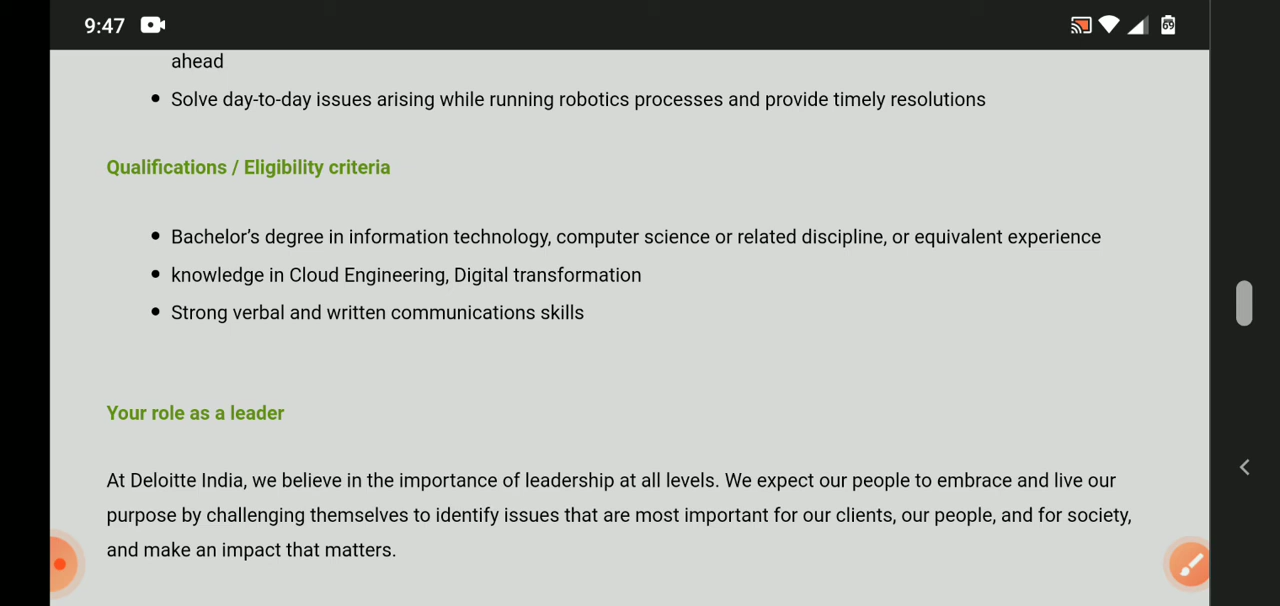 9:47
69
ahead
• Solve day-to-day issues arising while running robotics processes and provide timely resolutions
Qualifications / Eligibility criteria
• Bachelor’s degree in information technology, computer science or related discipline, or equivalent experience
• knowledge in Cloud Engineering, Digital transformation
• Strong verbal and written communications skills
Your role as a leader
At Deloitte India, we believe in the importance of leadership at all levels. We expect our people to embrace and live our
purpose by challenging themselves to identify issues that are most important for our clients, our people, and for society,
and make an impact that matters.